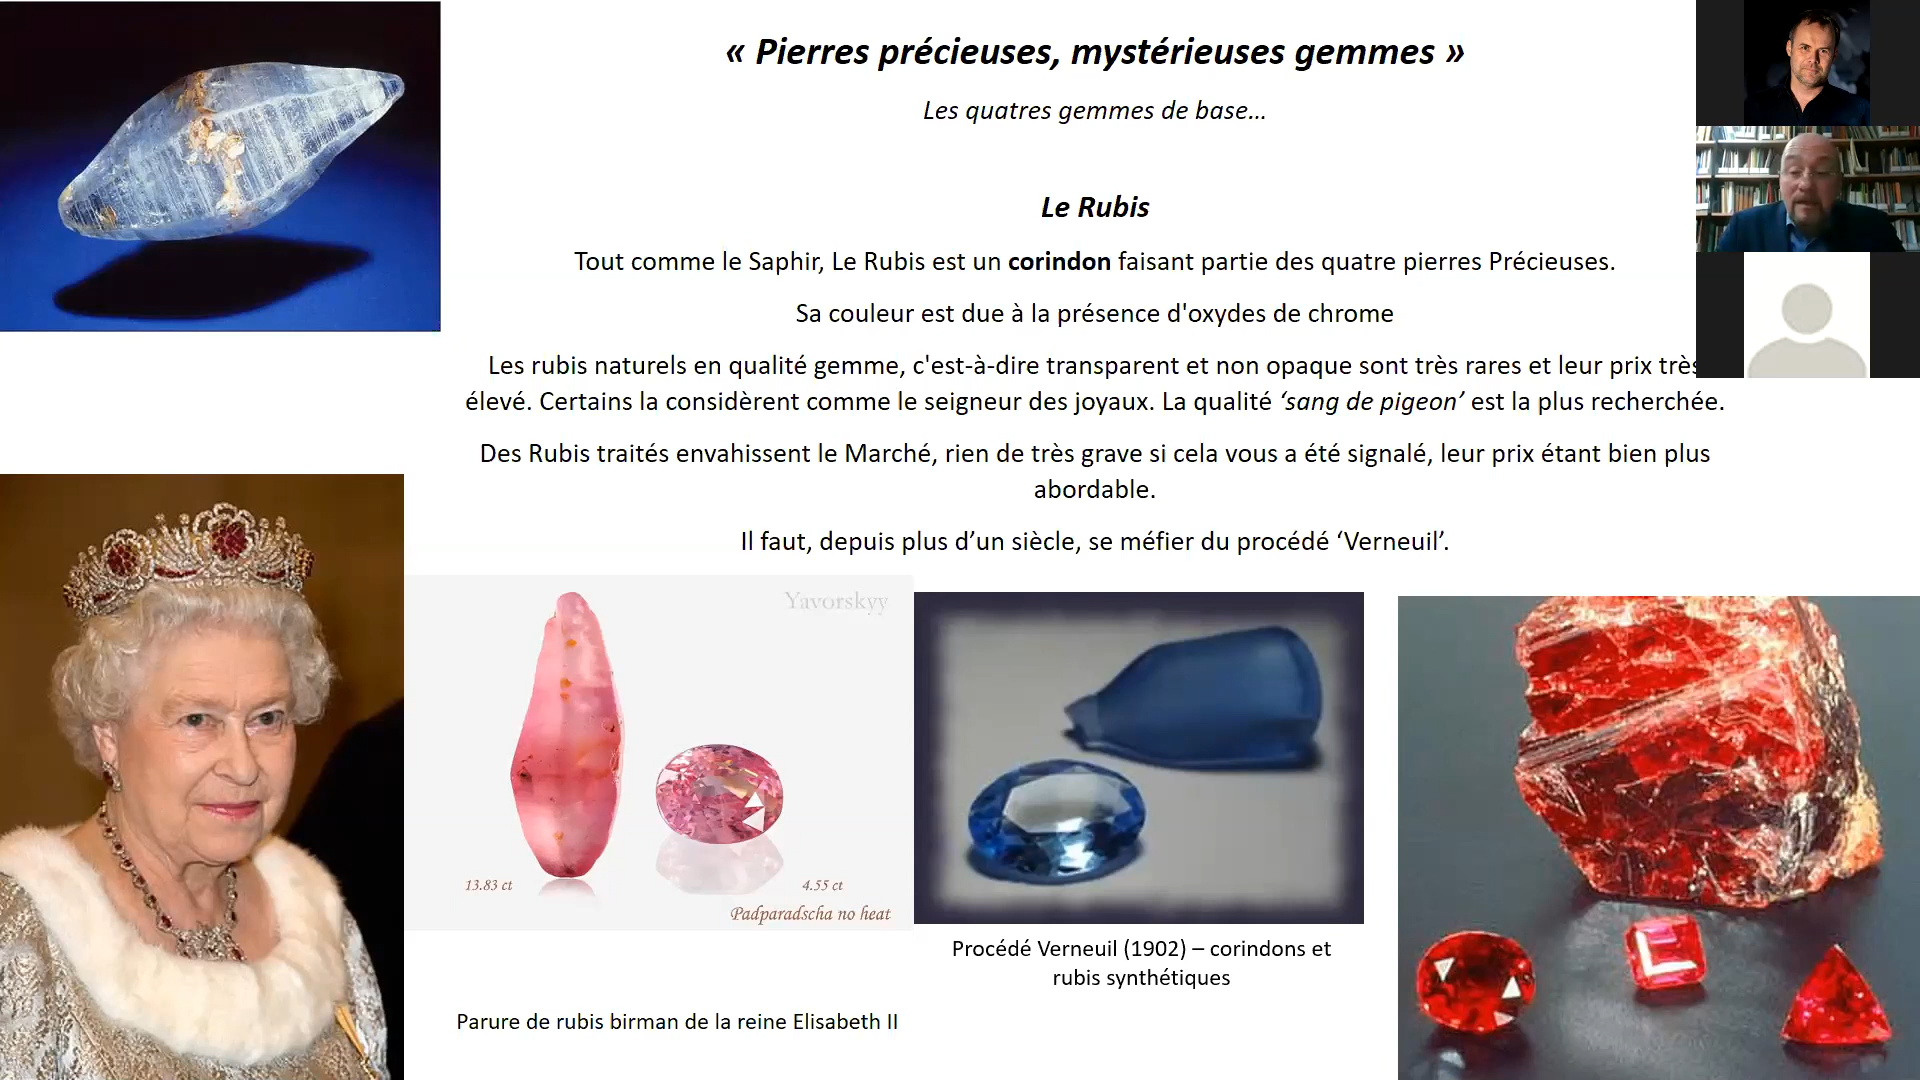 « Pierres précieuses, mystérieuses gemmes »
Les quatres gemmes de base...
Le Rubis
Tout comme le Saphir, Le Rubis est un corindon faisant partie des quatre pierres Précieuses.
Sa couleur est due à la présence d'oxydes de chrome
Les rubis naturels en qualité gemme, c'est-à-dire transparent et non opaque sont très rares et leur prix très
élevé. Certains la considèrent comme le seigneur des joyaux. La qualité ‘sang de pigeon’ est la plus recherchée.
Des Rubis traités envahissent le Marché, rien de très grave si cela vous a été signalé, leur prix étant bien plus
abordable.
Il faut, depuis plus d’un siècle, se méfier du procédé ‘Verneuil’.
Yavorskyy
13.83 ct
4.55 ct
Padparadscha no heat
Procédé Verneuil (1902) – corindons et
rubis synthétiques
Parure de rubis birman de la reine Elisabeth II